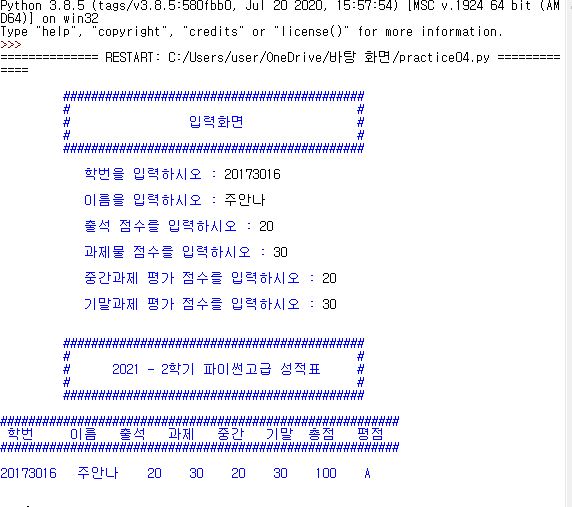 Python 3.8.5 (tags/v3.8.5:580fbb0, Jul 20 2020, 15:57:54) [MSC v.1924 64 bit (AM
D64)] on win32
Type "help", "copyright", "credits" or "license()" for more information.
>>>
============== RESTART: C:/Users/user/OneDrive/바탕 화면/practice04.py =========
====
###########################################
# #
# 입력화면 #
# #
###########################################
학번을 입력하시오 : 20173016
이름을 입력하시오 : 주안나
출석 점수를 입력하시오 : 20
과제물 점수를 입력하시오 : 30
중간과제 평가 점수를 입력하시오 : 20
기말과제 평가 점수를 입력하시오 : 30
###########################################
# #
# 2021 - 2학기 파이썬고급 성적표 #
# #
###########################################
#########################################################
학번 이름 출석 과제 중간 기말 총점 평점
#########################################################
20173016 주안나 20 30 20 30 100 A